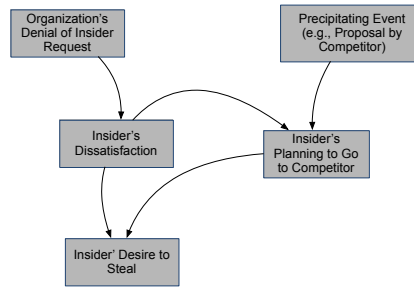 Organization's
Denial of Insider
Request
Precipitating Event
(e.g., Proposal by
Competitor)
Insider's
Dissatisfaction
Insider's
Planning to Go
to Competitor
Insider' Desire to
Steal